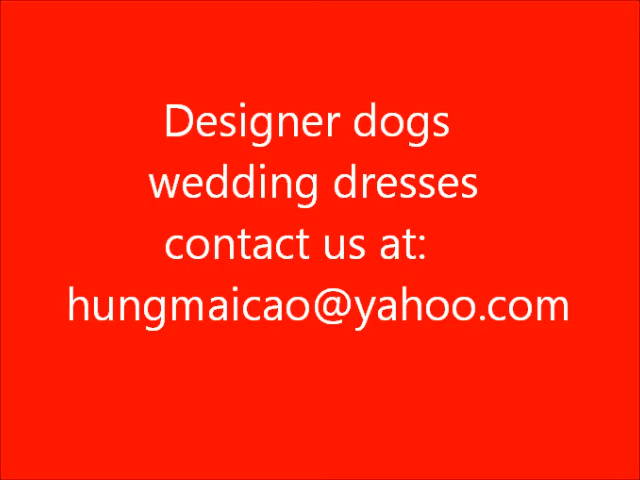 Designer dogs
wedding dresses
contact us at:
hungmaicao@yahoo.com